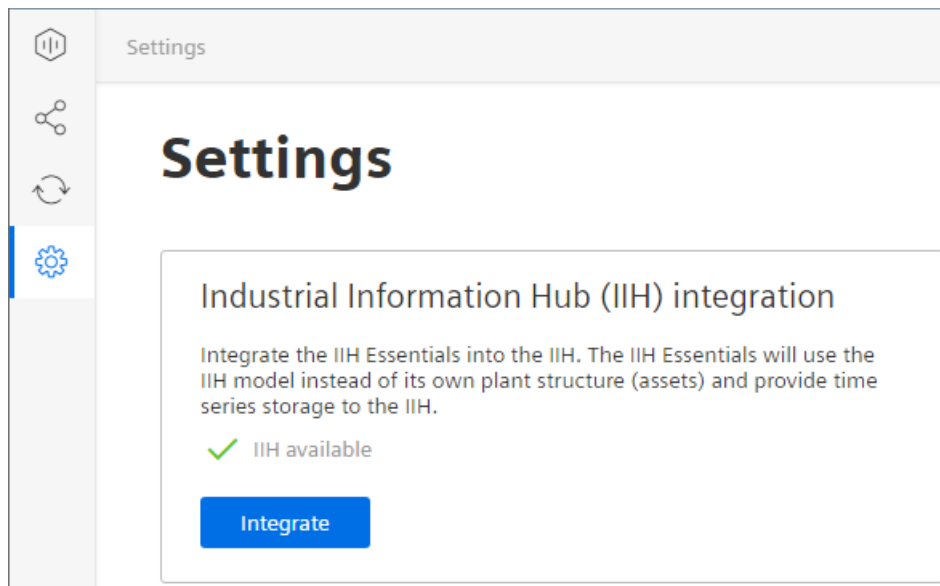 Settings
Settings
Industrial Information Hub (IIH) integration
Integrate the IIH Essentials into the IIH. The IIH Essentials will use the
IIH model instead of its own plant structure (assets) and provide time
series storage to the IIH.
IIH available
Integrate